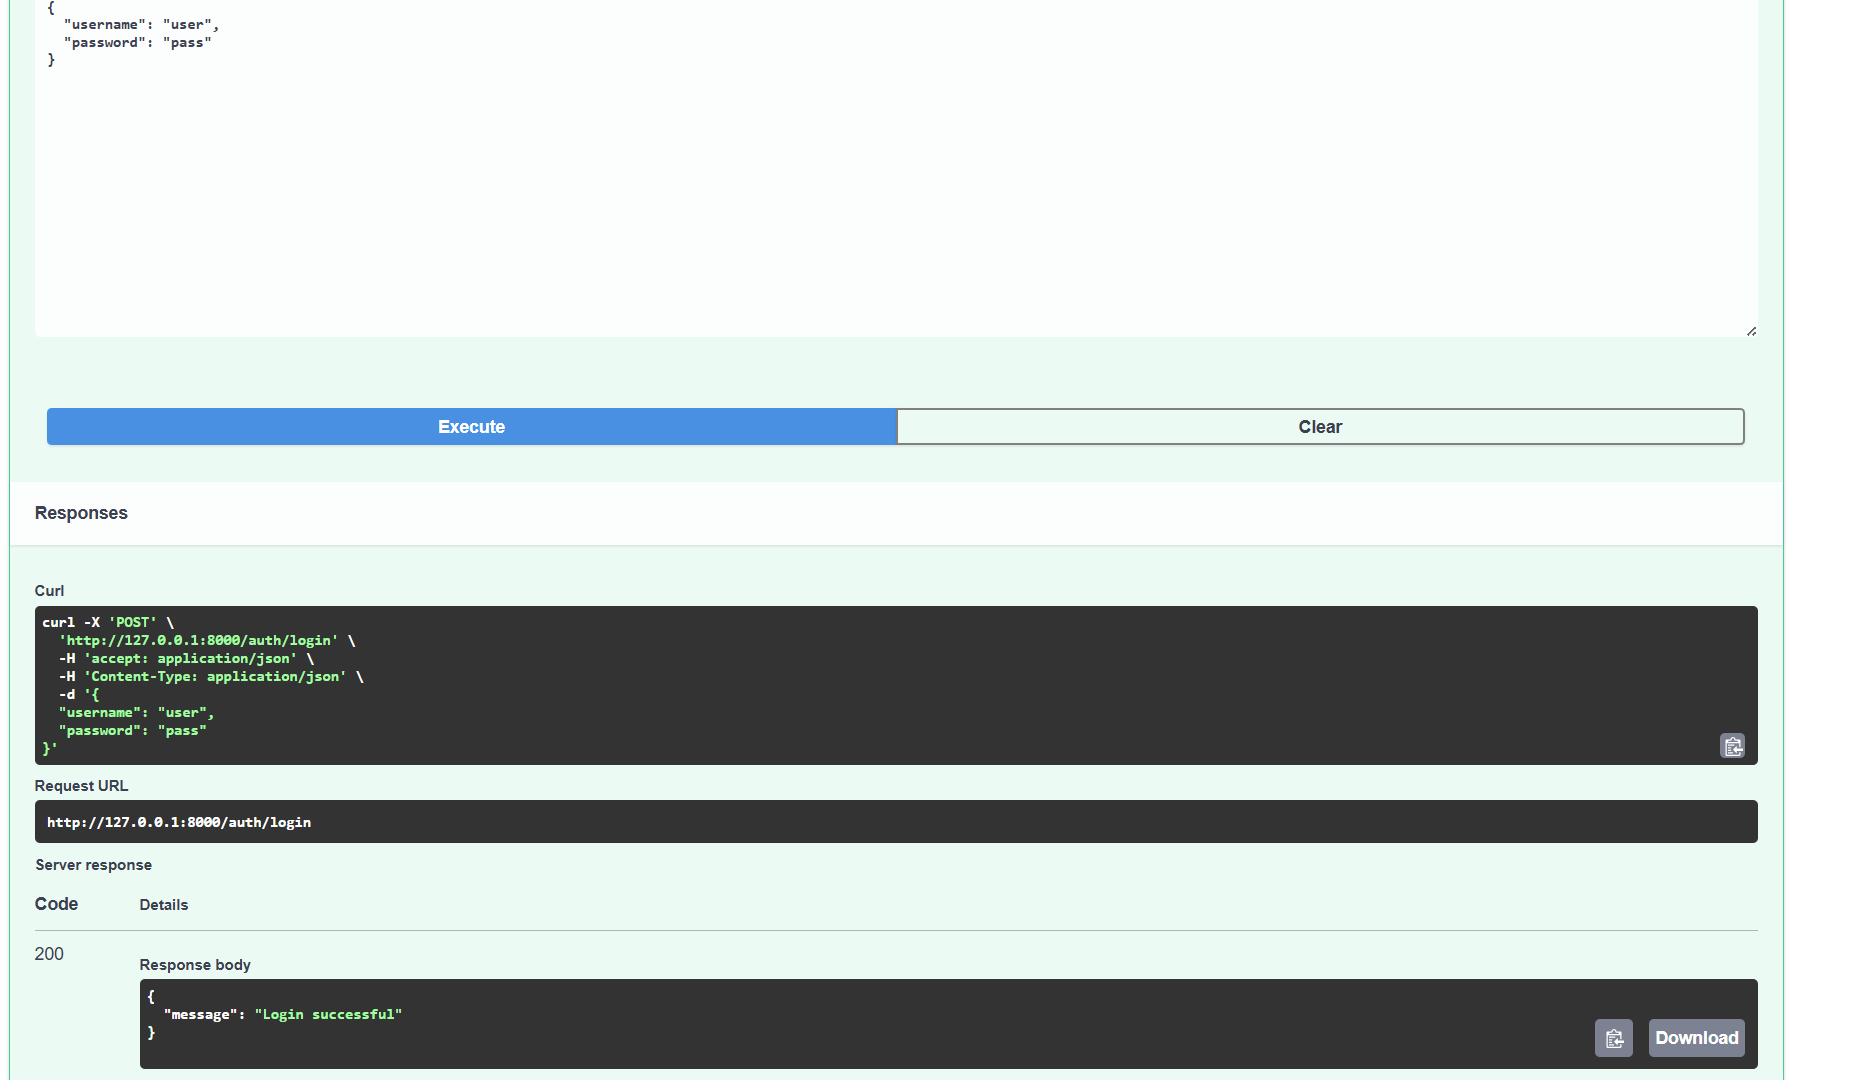 {
  "username": "user",
  "password": "pass"
}
Execute
Clear
Responses
Curl
curl -X 'POST' \
  'http://127.0.0.1:8000/auth/login' \
  -H 'accept: application/json' \
  -H 'Content-Type: application/json' \
  -d '{
  "username": "user",
  "password": "pass"
}'
Request URL
http://127.0.0.1:8000/auth/login
Server response
Code Details
200
Response body
{
  "message": "Login successful"
}
Download